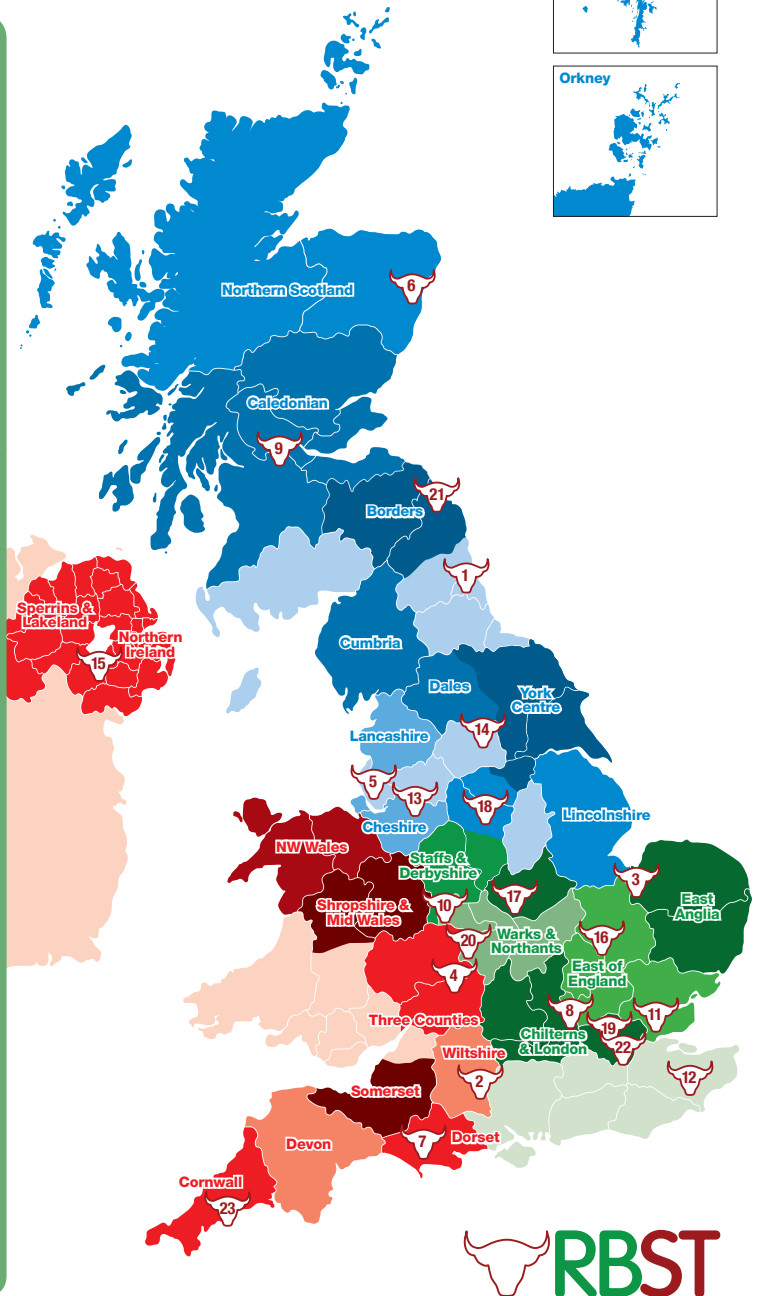 Orkney
Northern Scotland
6
Caledonian
9
21
Borders
1
Sperrins &
Lakeland
Northern
Ireland
15
Cumbria
Dales
York
Centre
14
Lancashire
5
13
18
Lincolnshire
Cheshire
NW Wales
Staffs &
Derbyshire
3
17
East
Anglia
Shropshire &
Mid Wales
10
20
Warks &
Northants
16
4
East of
England
Three Counties
8
11
19
Chilterns
& London
22
Wiltshire
2
12
Somerset
7
Dorset
Devon
Cornwall
23
RBST